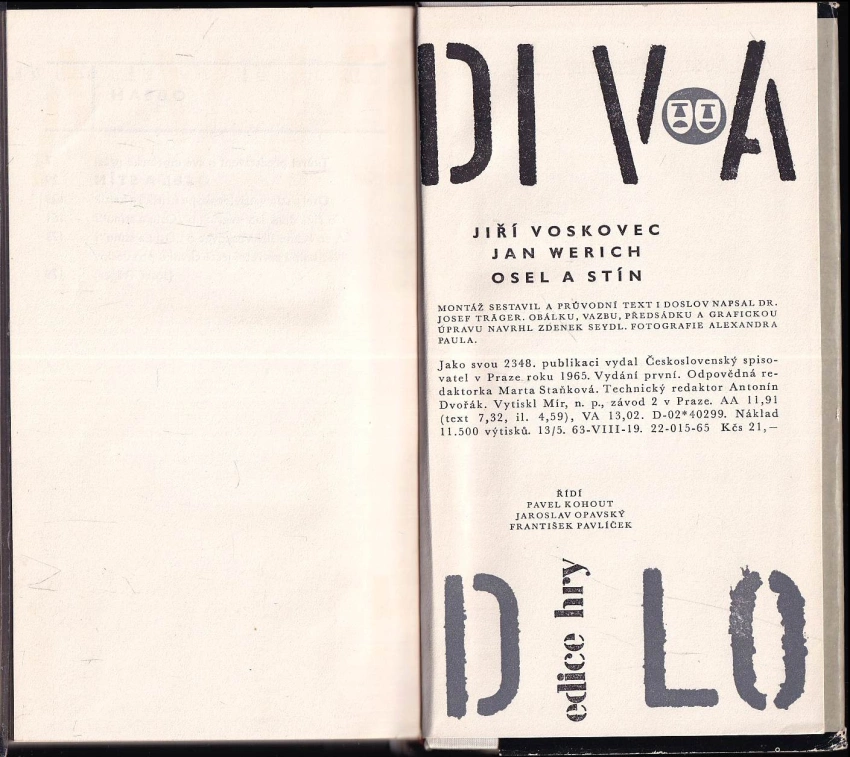 DIVA
JIŘÍ VOSKOVEC
JAN WERICH
OSEL A STÍN
MONTÁŽ SESTAVIL A PRŮVODNÍ TEXT I DOSLOV NAPSAL DR.
JOSEF TRÄGER. OBÁLKU, VAZBU, PŘEDSÁDKU A GRAFICKOU
ÚPRAVU NAVRHL ZDENEK SEYDL. FOTOGRAFIE ALEXANDRA
PAULA.
Jako svou 2348. publikaci vydal Československý spiso-
vatel v Praze roku 1965. Vydání první. Odpovědná re-
daktorka Marta Staňková. Technický redaktor Antonín
Dvořák. Vytiskl Mír, n. p., závod 2 v Praze. AA 11,91
(text 7,32, il. 4,59), VA 13,02. D-02*40299. Náklad
11.500 výtisků. 13/5. 63-VIII-19. 22-015-65 Kčs 21,—
ŘÍDÍ
PAVEL KOHOUT
JAROSLAV OPAVSKÝ
FRANTIŠEK PAVLÍČEK
D
edice hry
LO